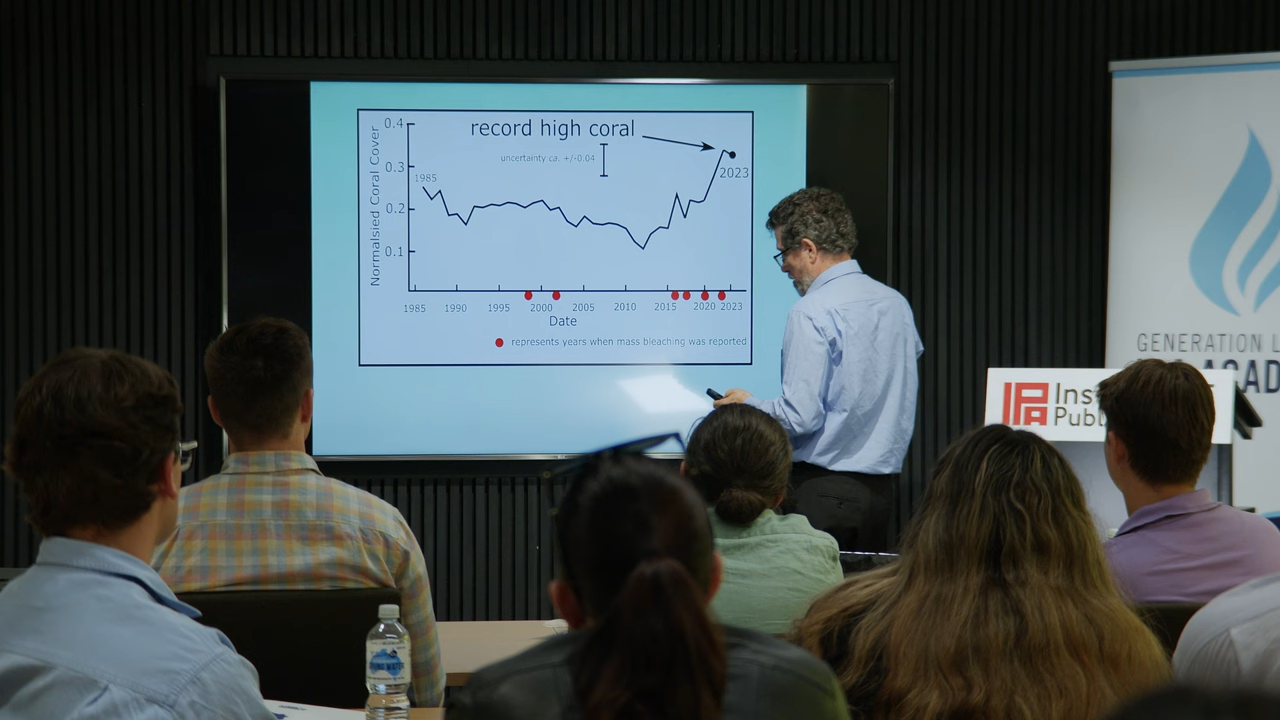 record high coral
uncertainty ca. +/-0.04
Normalsied Coral Cover
0.4
0.3
0.2
0.1
1985
2023
1985 1990 1995 2000 2005 2010 2015 2020 2023
Date
represents years when mass bleaching was reported
GENERATION